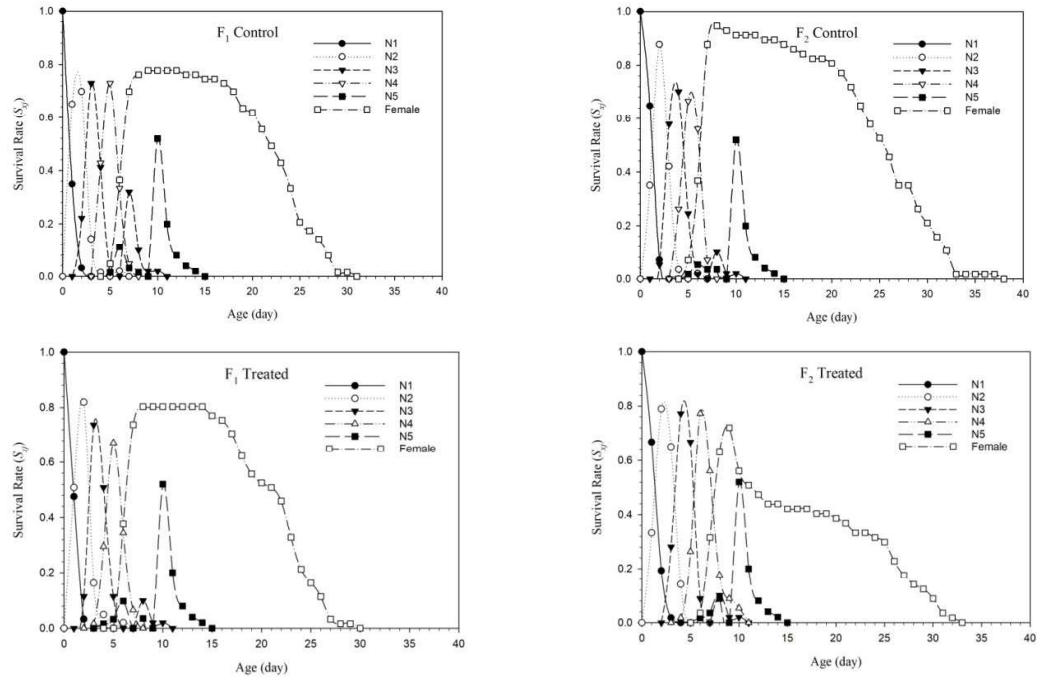 F1 Control
N1
N2
N3
N4
N5
Female
Survival Rate (Sxj)
1.0
0.8
0.6
0.4
0.2
0.0
0 5 10 15 20 25 30 35 40
Age (day)
F2 Control
N1
N2
N3
N4
N5
Female
Survival Rate (Sxj)
1.0
0.8
0.6
0.4
0.2
0.0
0 5 10 15 20 25 30 35 40
Age (day)
F1 Treated
N1
N2
N3
N4
N5
Female
Survival Rate (Sxj)
1.0
0.8
0.6
0.4
0.2
0.0
0 5 10 15 20 25 30 35 40
Age (day)
F2 Treated
N1
N2
N3
N4
N5
Female
Survival Rate (Sxj)
1.0
0.8
0.6
0.4
0.2
0.0
0 5 10 15 20 25 30 35 40
Age (day)